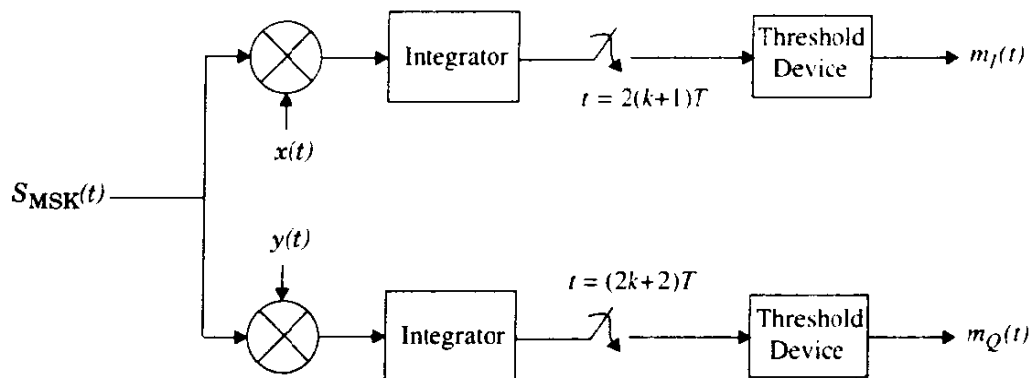 Integrator
Threshold
Device
m_I(t)
t = 2(k+1)T
x(t)
S_MSK(t)
y(t)
t = (2k+2)T
Integrator
Threshold
Device
m_Q(t)